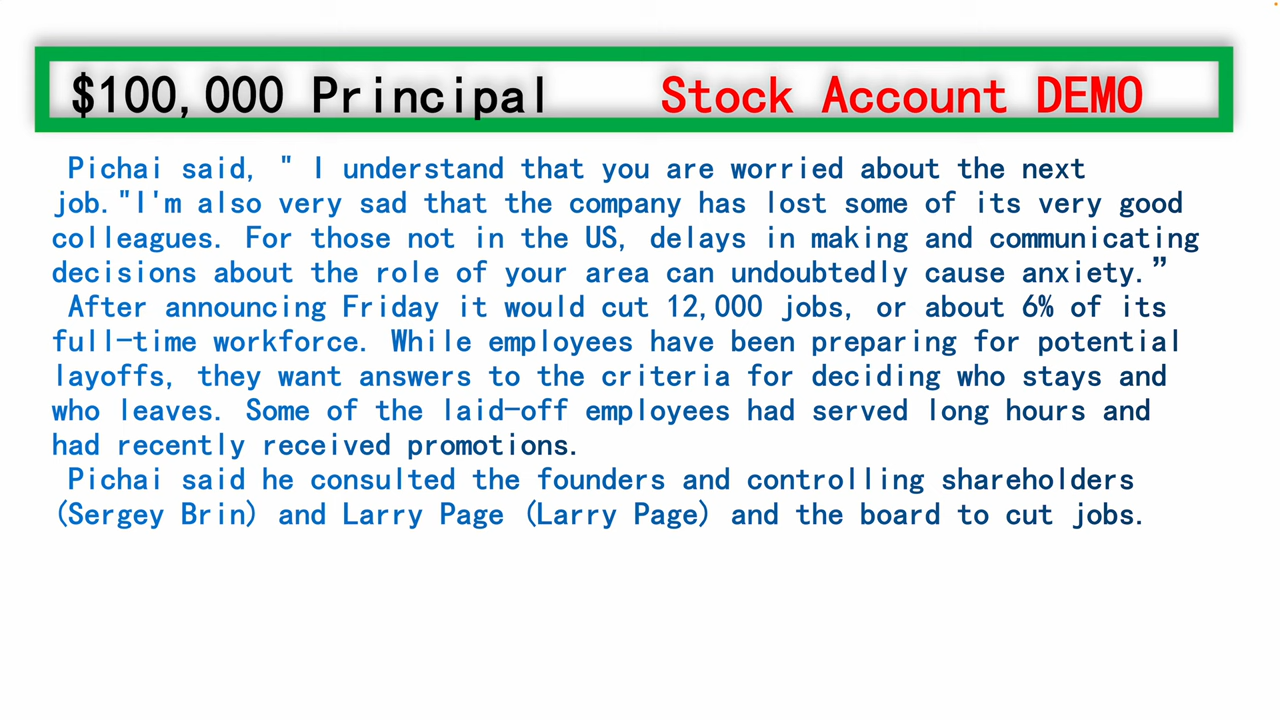 $100,000 Principal Stock Account DEMO
Pichai said, " I understand that you are worried about the next
job."I'm also very sad that the company has lost some of its very good
colleagues. For those not in the US, delays in making and communicating
decisions about the role of your area can undoubtedly cause anxiety.”
After announcing Friday it would cut 12,000 jobs, or about 6% of its
full-time workforce. While employees have been preparing for potential
layoffs, they want answers to the criteria for deciding who stays and
who leaves. Some of the laid-off employees had served long hours and
had recently received promotions.
Pichai said he consulted the founders and controlling shareholders
(Sergey Brin) and Larry Page (Larry Page) and the board to cut jobs.